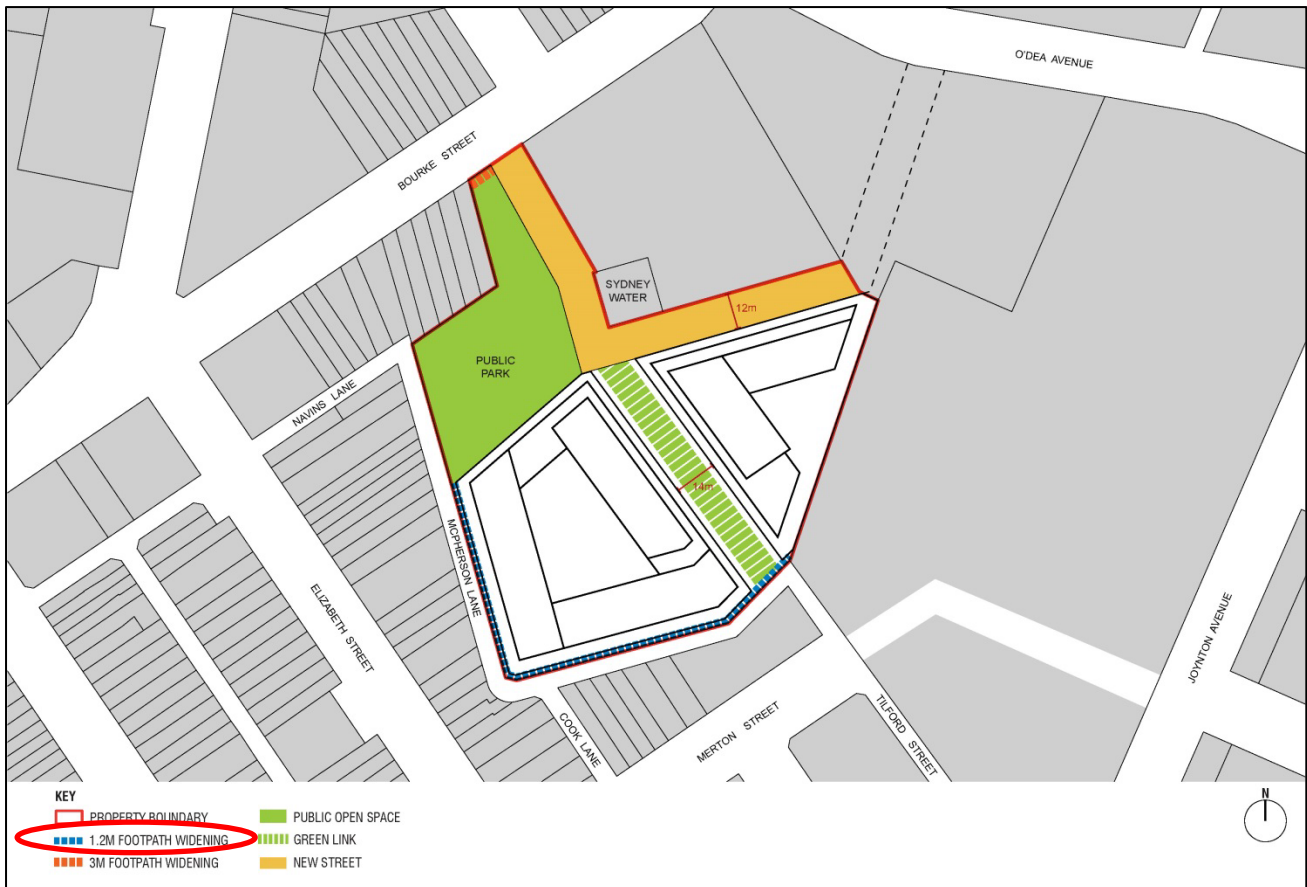 O'DEA AVENUE
BOURKE STREET
SYDNEY
WATER
12m
PUBLIC
PARK
NAVINS LANE
14m
MCPHERSON LANE
ELIZABETH STREET
JOYNTON AVENUE
COOK LANE
MERTON STREET
TILFORD STREET
KEY
PROPERTY BOUNDARY
PUBLIC OPEN SPACE
1.2M FOOTPATH WIDENING
GREEN LINK
3M FOOTPATH WIDENING
NEW STREET
N